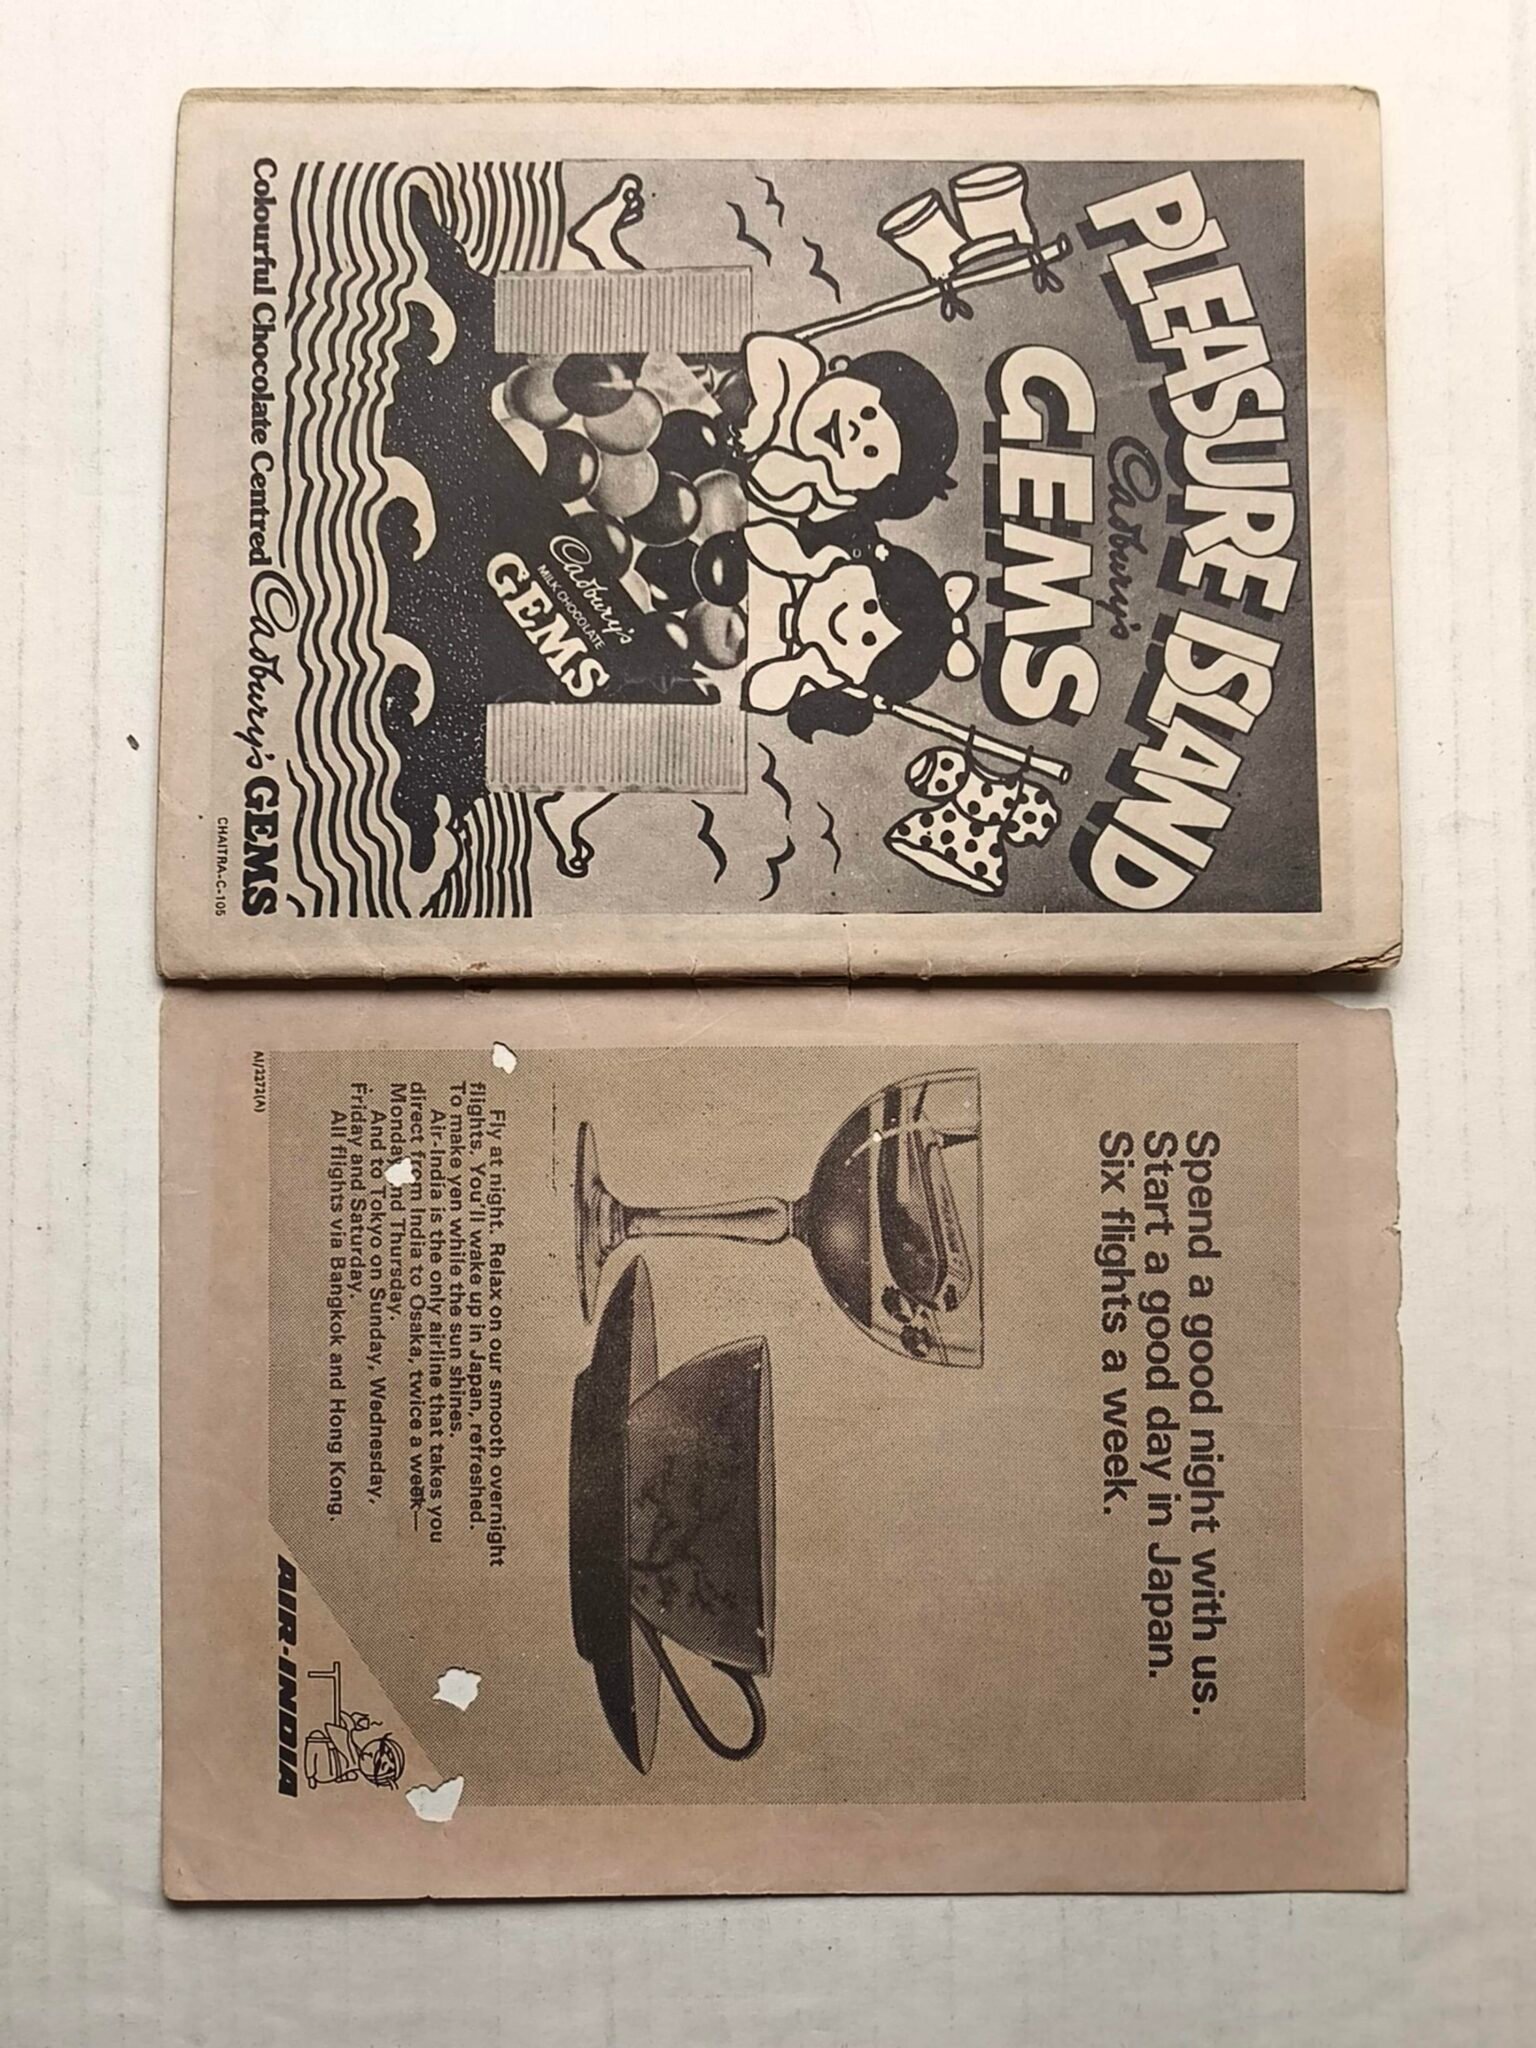 PLEASURE ISLAND
Cadbury's
GEMS
Cadbury's
MILK CHOCOLATE
GEMS
Colourful Chocolate Centred Cadbury's GEMS
CHAITRA-C-105
Spend a good night with us.
Start a good day in Japan.
Six flights a week.
Fly at night. Relax on our smooth overnight
flights. You'll wake up in Japan, refreshed.
To make yen while the sun shines.
Air-India is the only airline that takes you
direct from India to Osaka, twice a week—
Monday and Thursday.
And to Tokyo on Sunday, Wednesday,
Friday and Saturday.
All flights via Bangkok and Hong Kong.
AIR-INDIA
AI/2272(A)